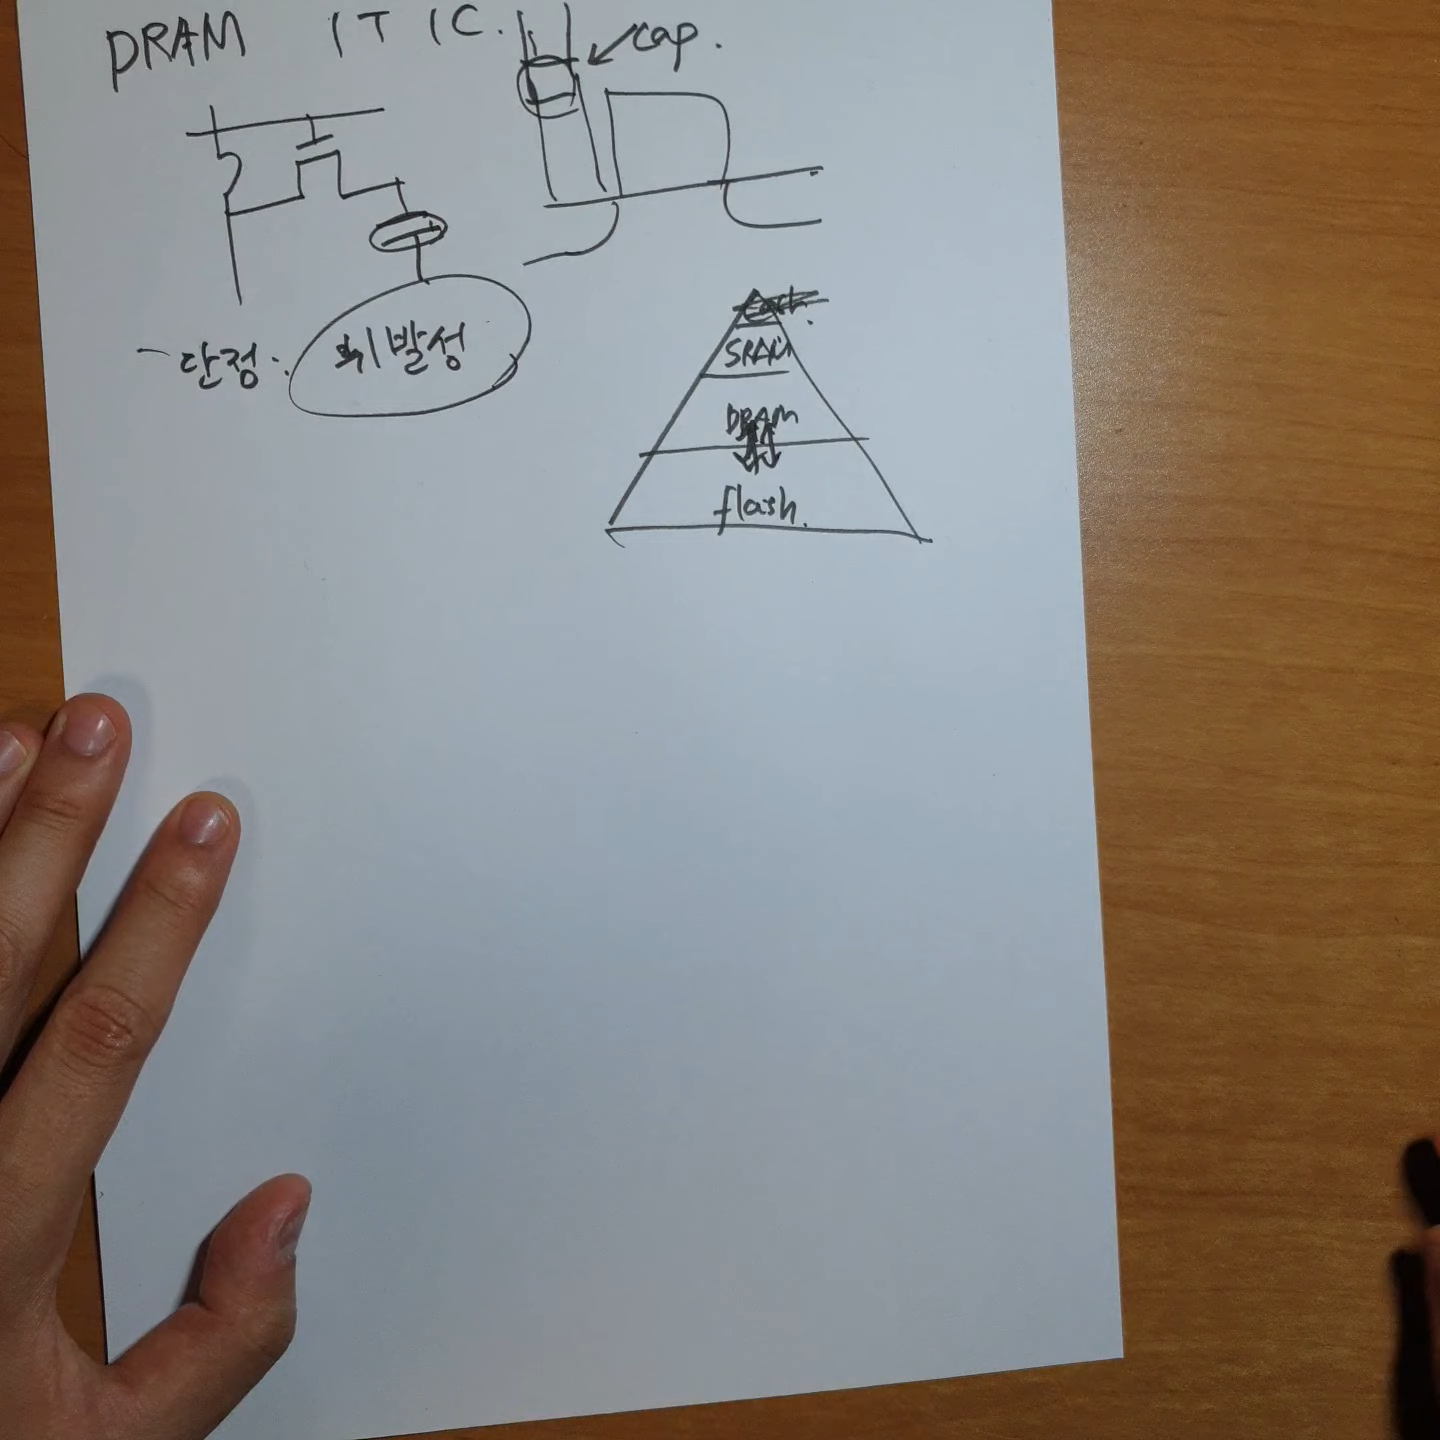 DRAM 1T 1C.
cap.
- 단점: 휘발성
SRAM
DRAM
flash.